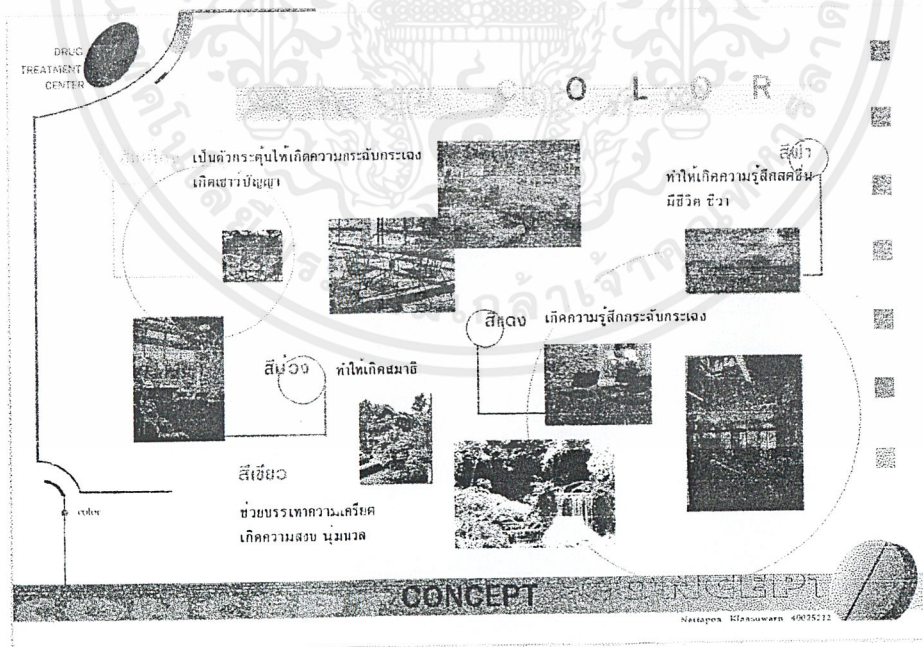 DRUG
TREATMENT
CENTER
COLOR
เป็นตัวกระตุ้นให้เกิดความกระฉับกระเฉง
เกิดเชาว์ปัญญา
สีฟ้า
ทำให้เกิดความรู้สึกสดชื่น
มีชีวิต ชีวา
สีแดง เกิดความรู้สึกกระฉับกระเฉง
สีม่วง ทำให้เกิดสมาธิ
สีเขียว
ช่วยบรรเทาความเครียด
เกิดความสงบ นุ่มนวล
color
CONCEPT CONCEPT